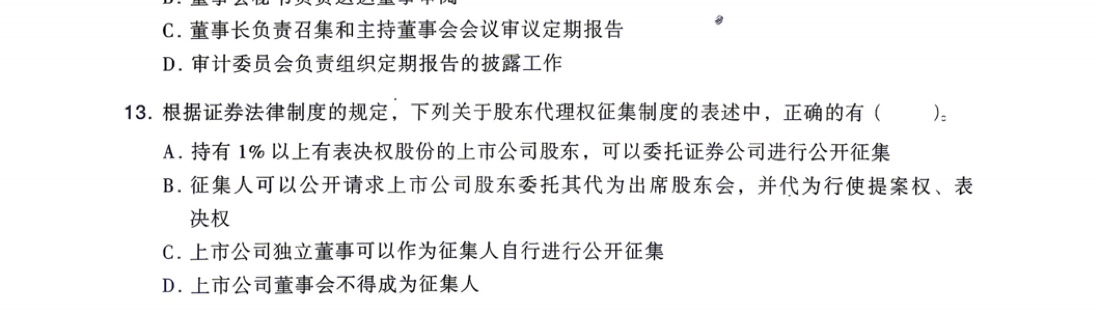 C. 董事长负责召集和主持董事会会议审议定期报告
D. 审计委员会负责组织定期报告的披露工作
13. 根据证券法律制度的规定，下列关于股东代理权征集制度的表述中，正确的有（　　）。
A. 持有 1% 以上有表决权股份的上市公司股东，可以委托证券公司进行公开征集
B. 征集人可以公开请求上市公司股东委托其代为出席股东会，并代为行使提案权、表
决权
C. 上市公司独立董事可以作为征集人自行进行公开征集
D. 上市公司董事会不得成为征集人